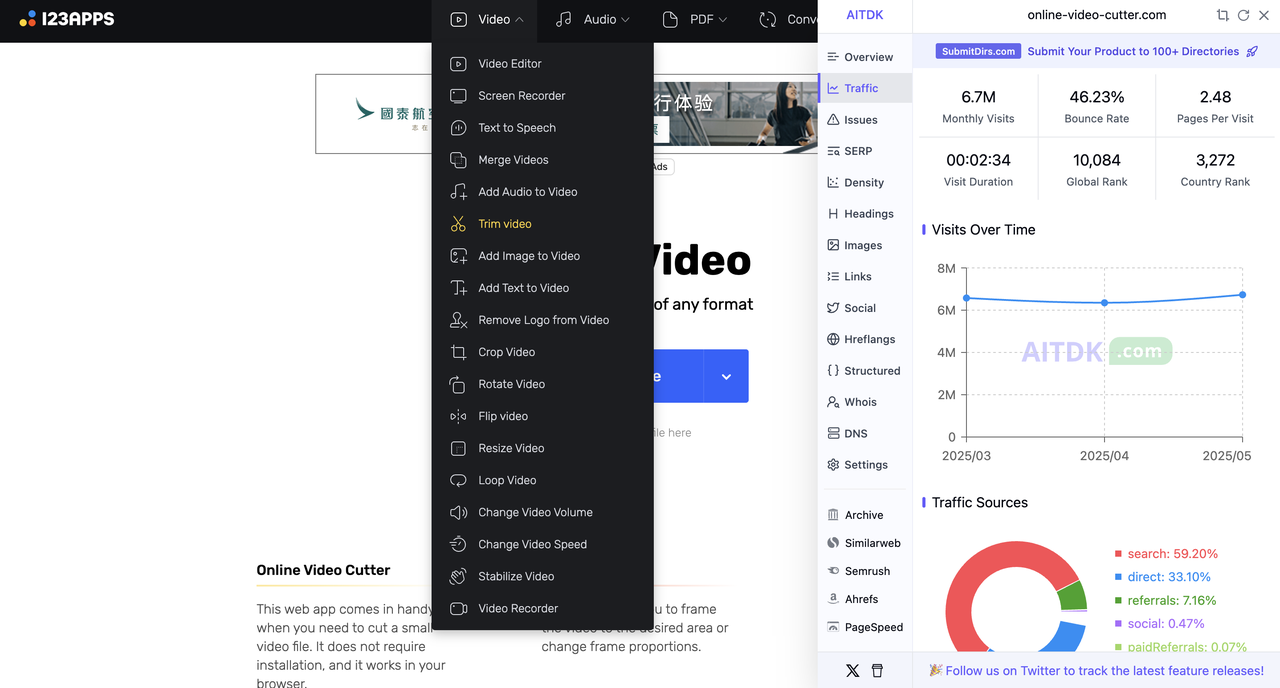 123APPS
Video
Audio
PDF
Video Editor
Screen Recorder
Text to Speech
Merge Videos
Add Audio to Video
Trim video
Add Image to Video
Add Text to Video
Remove Logo from Video
Crop Video
Rotate Video
Flip video
Resize Video
Loop Video
Change Video Volume
Change Video Speed
Stabilize Video
Video Recorder
國泰航
志在
行体验
Ads
Video
of any format
e
file here
Online Video Cutter
This web app comes in handy
when you need to cut a small
video file. It does not require
installation, and it works in your
browser.
u to frame
the video to the desired area or
change frame proportions.
AITDK
Overview
Traffic
Issues
SERP
Density
Headings
Images
Links
Social
Hreflangs
Structured
Whois
DNS
Settings
Archive
Similarweb
Semrush
Ahrefs
PageSpeed
online-video-cutter.com
SubmitDirs.com Submit Your Product to 100+ Directories
6.7M
Monthly Visits
46.23%
Bounce Rate
2.48
Pages Per Visit
00:02:34
Visit Duration
10,084
Global Rank
3,272
Country Rank
Visits Over Time
8M
6M
4M
2M
0
2025/03 2025/04 2025/05
AITDK .com
Traffic Sources
search: 59.20%
direct: 33.10%
referrals: 7.16%
social: 0.47%
paidReferrals: 0.07%
Follow us on Twitter to track the latest feature releases!